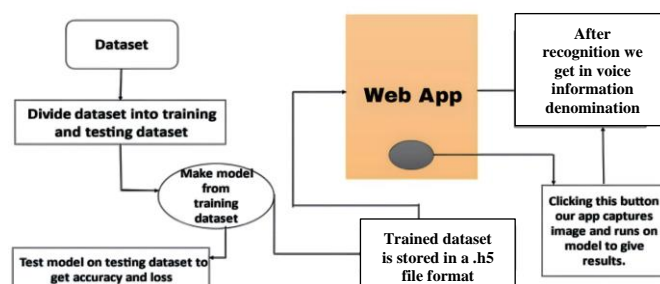 Dataset
Divide dataset into training
and testing dataset
Make model
from
training
dataset
Test model on testing dataset to
get accuracy and loss
Web App
Trained dataset
is stored in a .h5
file format
After
recognition we
get in voice
information
denomination
Clicking this button
our app captures
image and runs on
model to give
results.